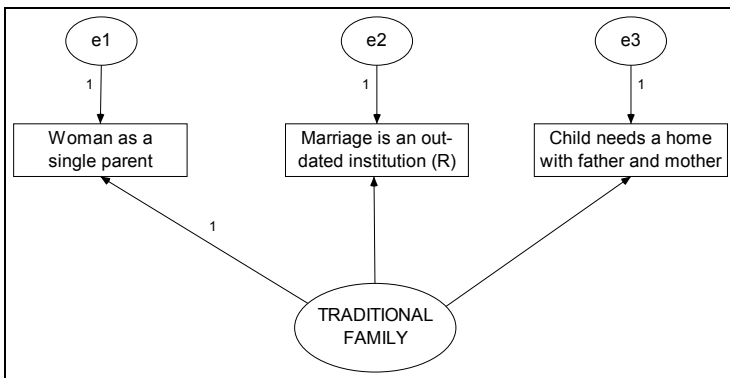 e1
e2
e3
1
1
1
Woman as a
single parent
Marriage is an out-
dated institution (R)
Child needs a home
with father and mother
1
TRADITIONAL
FAMILY